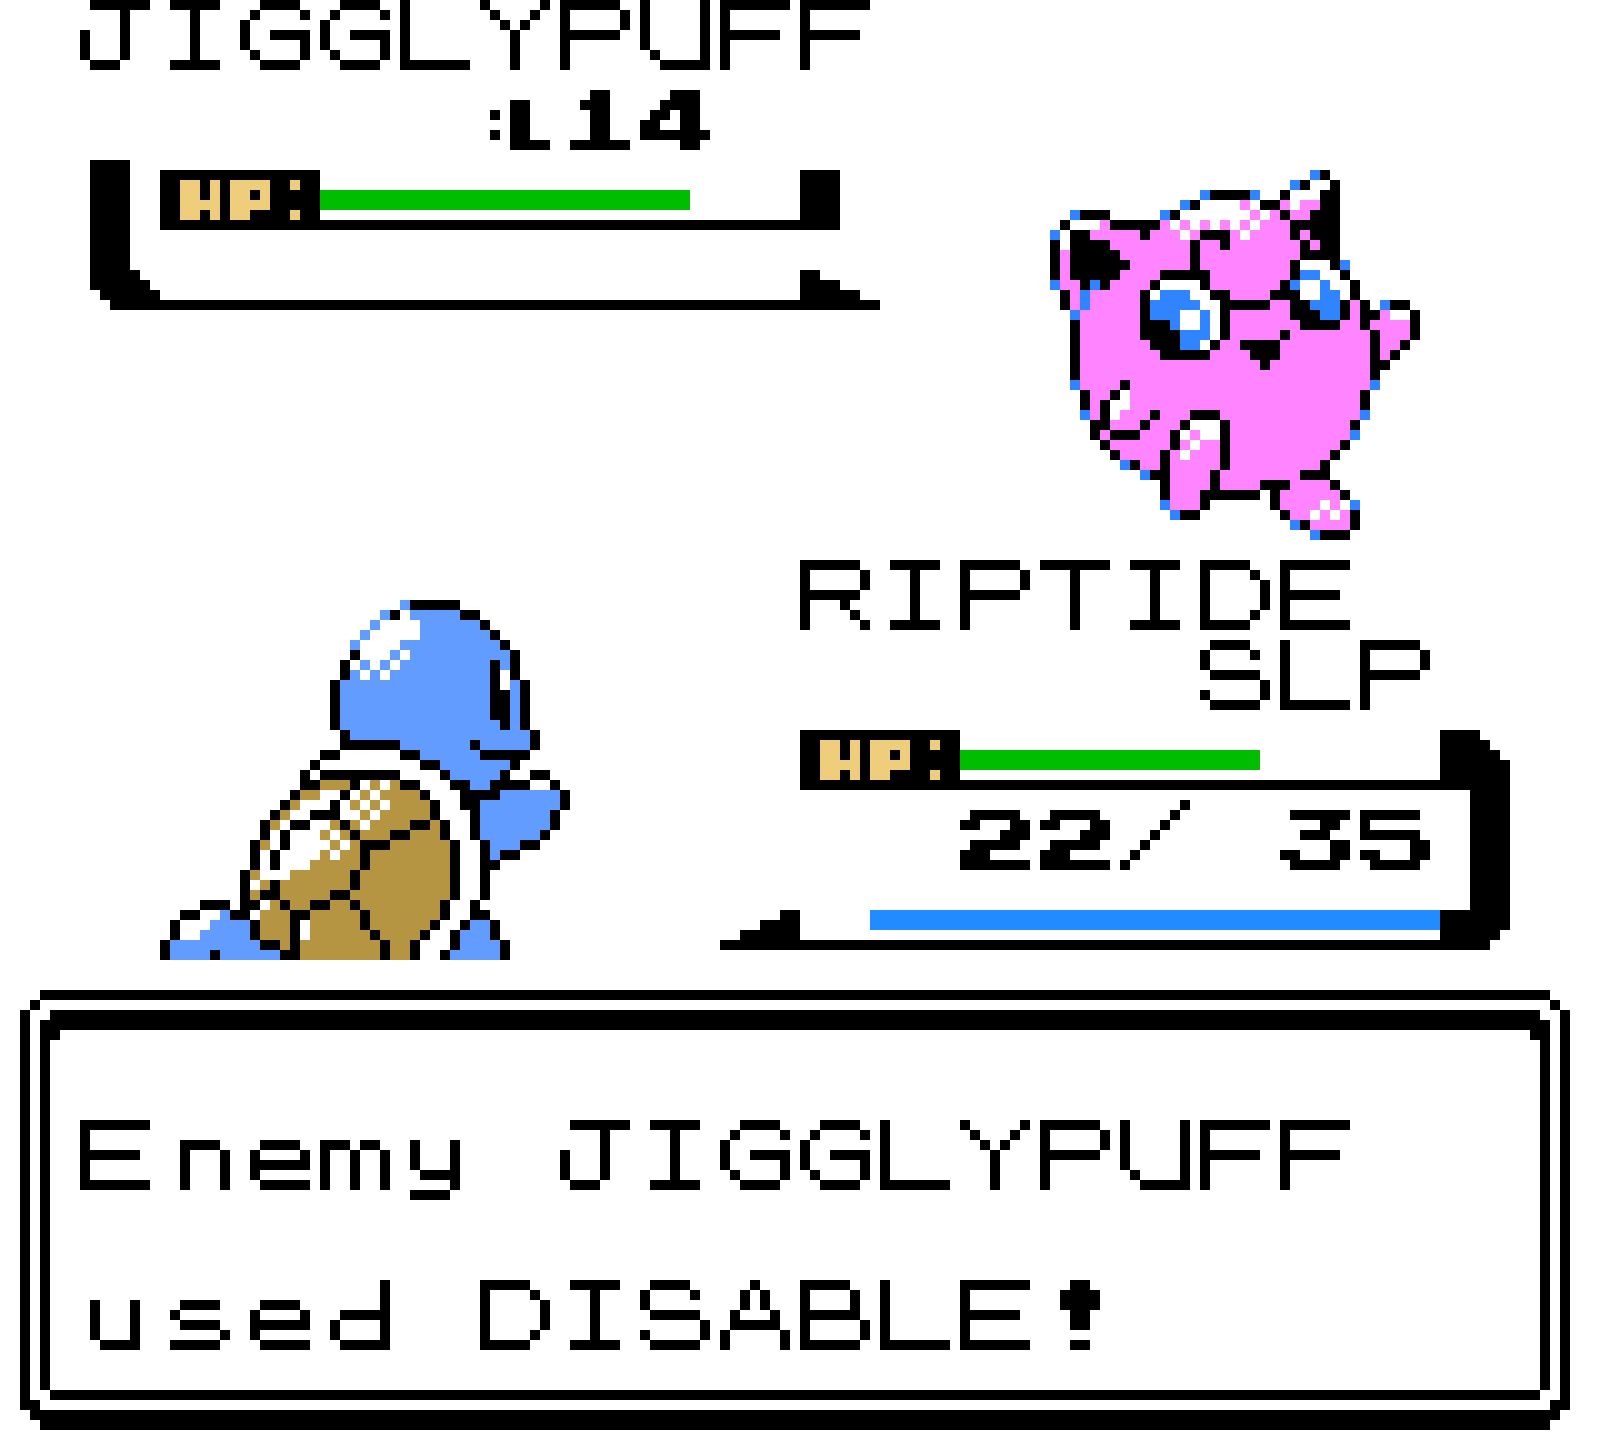 JIGGLYPUFF
:L14
HP:
RIPTIDE
SLP
HP:
22/ 35
Enemy JIGGLYPUFF
used DISABLE!